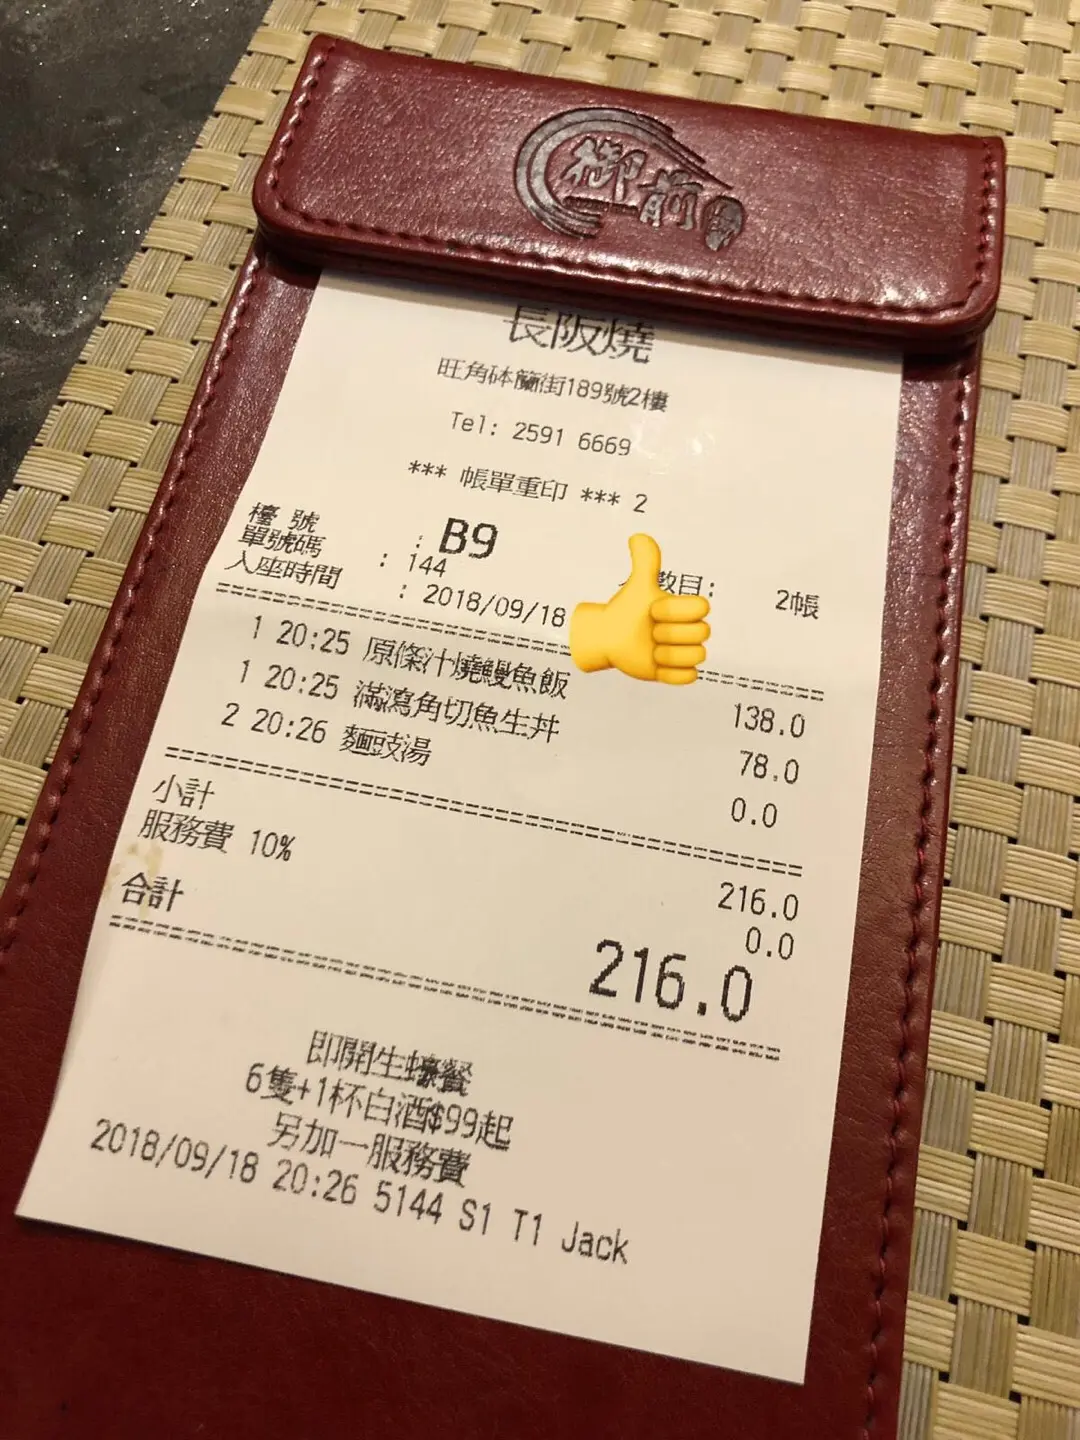 御前
長阪燒
旺角砵蘭街189號2樓
Tel: 2591 6669
*** 帳單重印 *** 2
檯 號 : B9
單號碼 : 144 數目: 2帳
入座時間 : 2018/09/18
1 20:25 原條汁燒鰻魚飯 138.0
1 20:25 滿瀉角切魚生丼 78.0
2 20:26 麵豉湯 0.0
小計 216.0
服務費 10% 0.0
合計 216.0
即開生蠔餐
6隻+1杯白酒$99起
另加一服務費
2018/09/18 20:26 5144 S1 T1 Jack